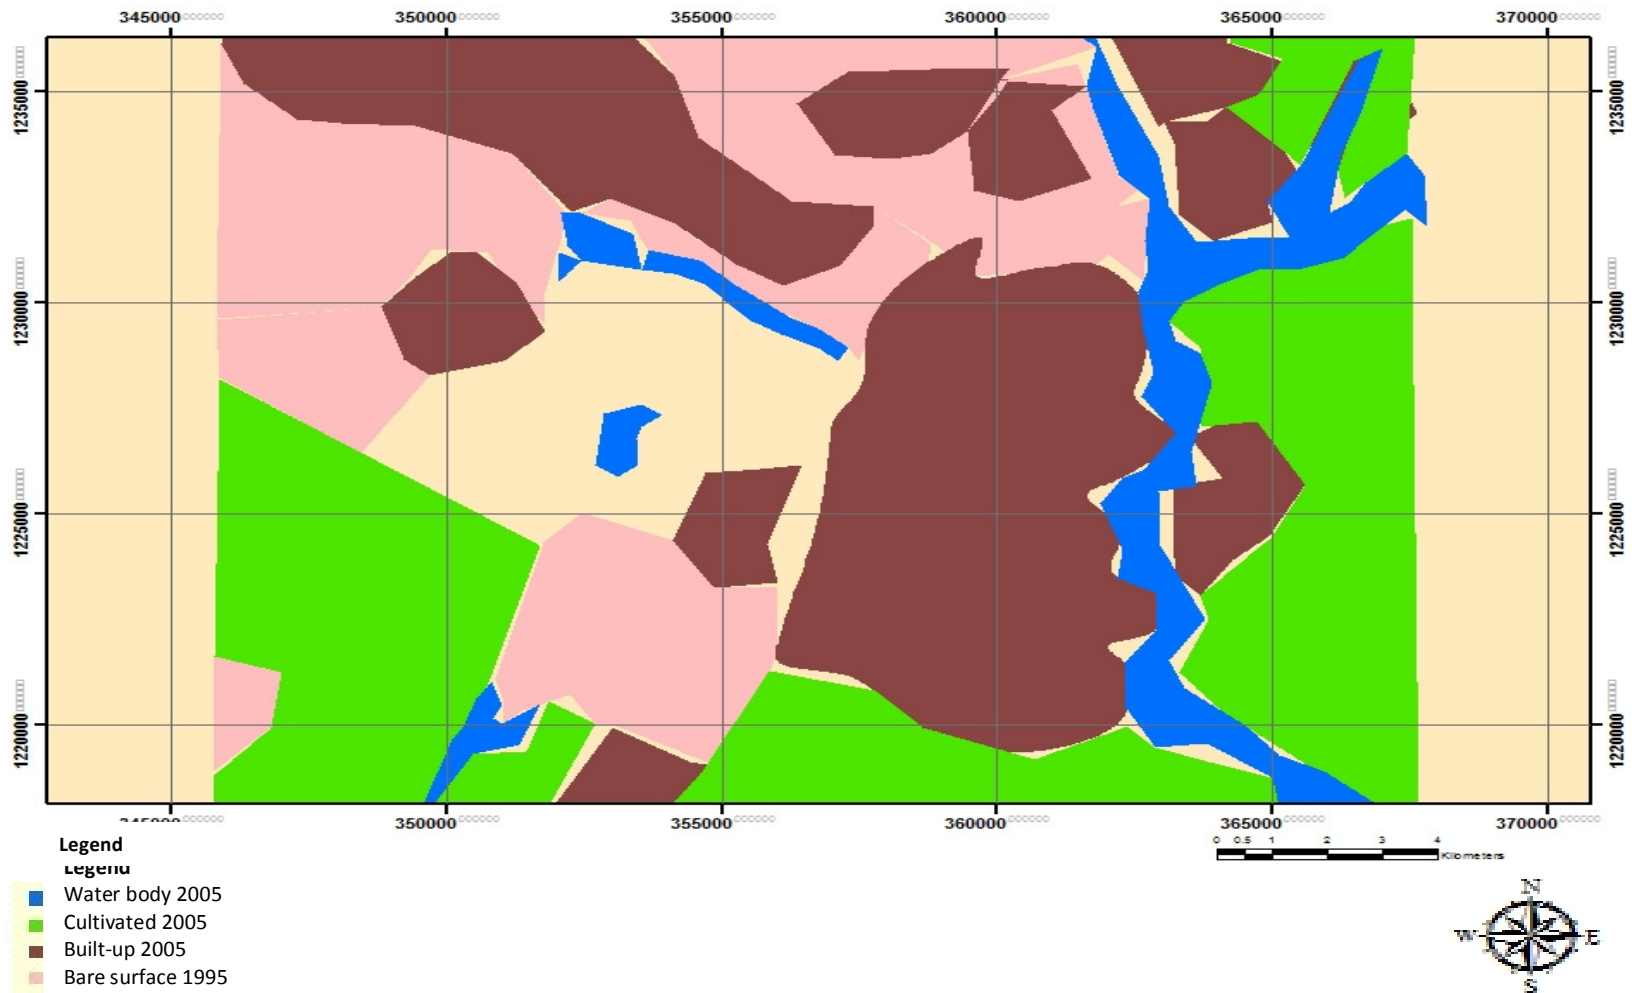 345000 350000 355000 360000 365000 370000
1235000 1235000
1230000 1230000
1225000 1225000
1220000 1220000
345000 350000 355000 360000 365000 370000
0 0.5 1 2 3 4
Kilometers
Legend
Legend
Water body 2005
Cultivated 2005
Built-up 2005
Bare surface 1995
N
W E
S